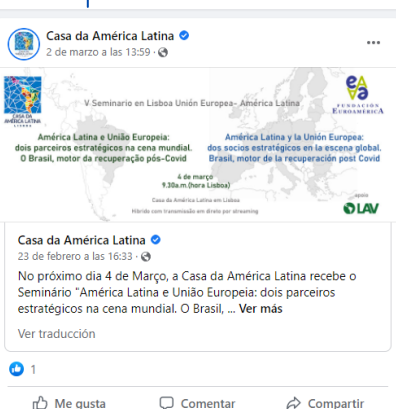 Casa da América Latina
2 de marzo a las 13:59 ·
CASA DA
AMÉRICA LATINA
LISBOA
V Seminario en Lisboa Unión Europea- América Latina
FUNDACIÓN
EUROAMÉRICA
América Latina e União Europeia:
dois parceiros estratégicos na cena mundial.
O Brasil, motor da recuperação pós-Covid
América Latina y la Unión Europea:
dos socios estratégicos en la escena global.
Brasil, motor de la recuperación post Covid
4 de março
9.30a.m.(hora Lisboa)
Casa da América Latina em Lisboa
Híbrido com transmissão em direto por streaming
apoio
LAV
Casa da América Latina
23 de febrero a las 16:33 ·
No próximo dia 4 de Março, a Casa da América Latina recebe o
Seminário "América Latina e União Europeia: dois parceiros
estratégicos na cena mundial. O Brasil, ... Ver más
Ver traducción
1
Me gusta
Comentar
Compartir